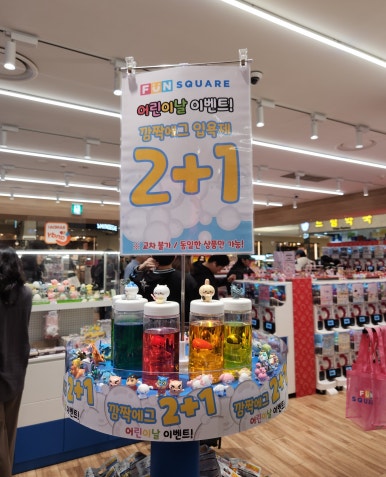 FUN SQUARE
어린이날 이벤트!
깜짝에그 입욕제
2+1
※ 교차 불가 / 동일한 상품만 가능!
2+1
깜짝에그 2+1 깜짝에그
어린이날 이벤트!